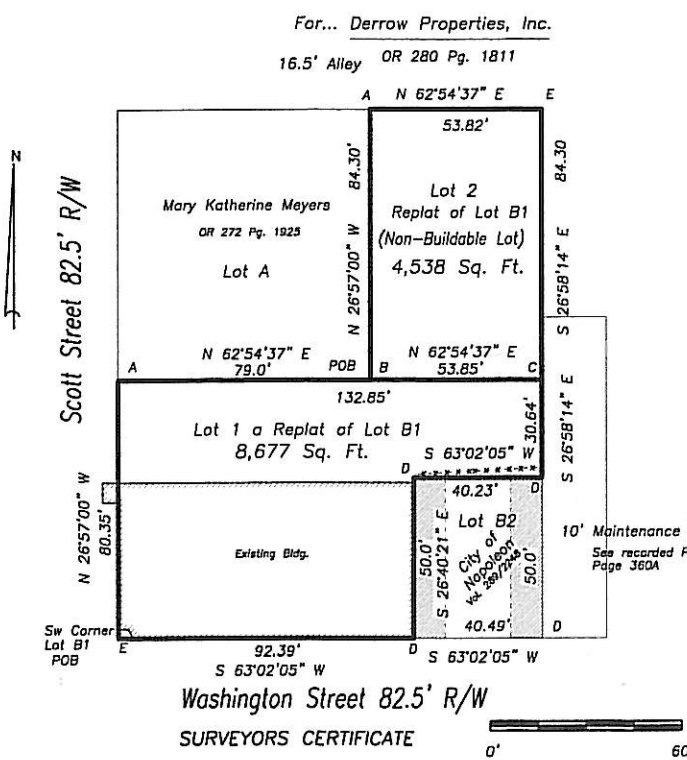 For... Derrow Properties, Inc.
16.5' Alley OR 280 Pg. 1811
A N 62°54'37" E E
53.82'
N
Scott Street 82.5' R/W
Mary Katherine Meyers
OR 272 Pg. 1925
Lot A
84.30'
N 26°57'00" W
Lot 2
Replat of Lot B1
(Non-Buildable Lot)
4,538 Sq. Ft.
84.30
S 26°58'14" E
A N 62°54'37" E
79.0' POB
B N 62°54'37" E C
53.85'
132.85'
Lot 1 a Replat of Lot B1
8,677 Sq. Ft.
30.64'
S 26°58'14" E
D S 63°02'05" W
40.23' D
Lot B2
City of
Napoleon
50.0'
S 26°40'21" E
50.0'
10' Maintenance
See recorded P
Page 360A
N 26°57'00" W
80.35'
Existing Bldg.
Sw Corner
Lot B1
POB
40.49' D
E 92.39' D
S 63°02'05" W S 63°02'05" W
Washington Street 82.5' R/W
SURVEYORS CERTIFICATE
0' 60